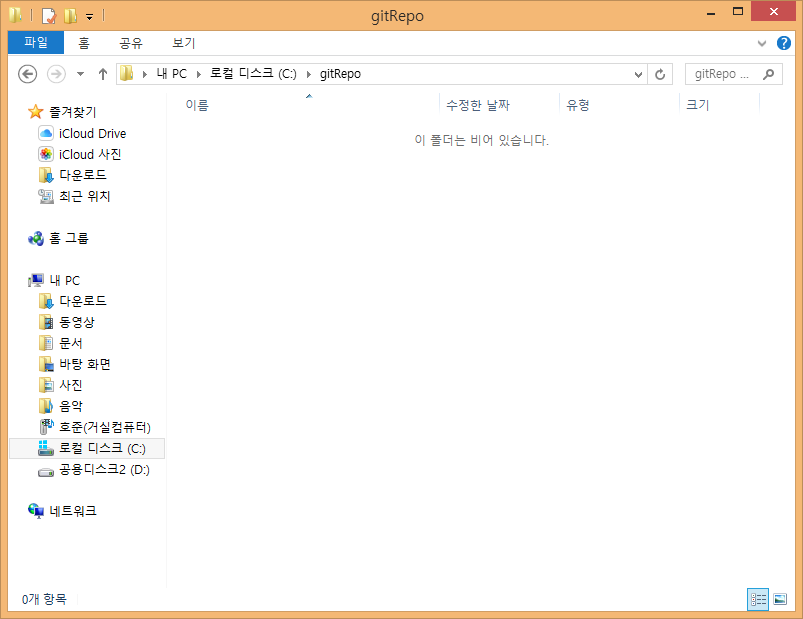 gitRepo
파일 홈 공유 보기
내 PC 로컬 디스크 (C:) gitRepo gitRepo ...
이름 수정한 날짜 유형 크기
이 폴더는 비어 있습니다.
즐겨찾기
iCloud Drive
iCloud 사진
다운로드
최근 위치
홈 그룹
내 PC
다운로드
동영상
문서
바탕 화면
사진
음악
호준(거실컴퓨터)
로컬 디스크 (C:)
공용디스크2 (D:)
네트워크
0개 항목